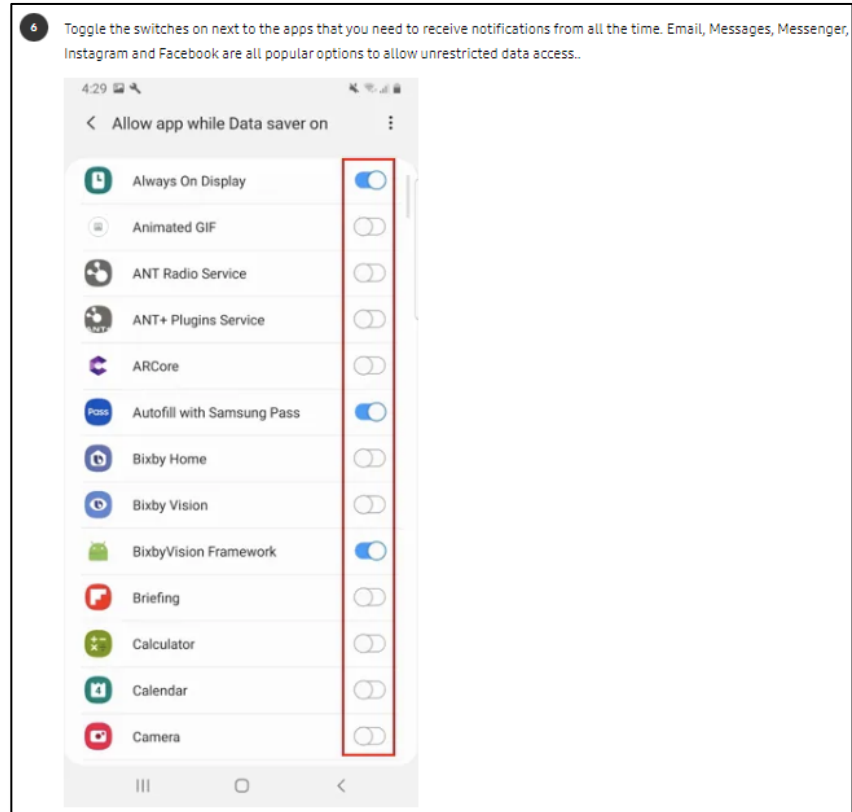 6
Toggle the switches on next to the apps that you need to receive notifications from all the time. Email, Messages, Messenger,
Instagram and Facebook are all popular options to allow unrestricted data access..
4:29
Allow app while Data saver on
Always On Display
Animated GIF
ANT Radio Service
ANT+ Plugins Service
ARCore
Pass
Autofill with Samsung Pass
Bixby Home
Bixby Vision
BixbyVision Framework
Briefing
Calculator
4
Calendar
Camera